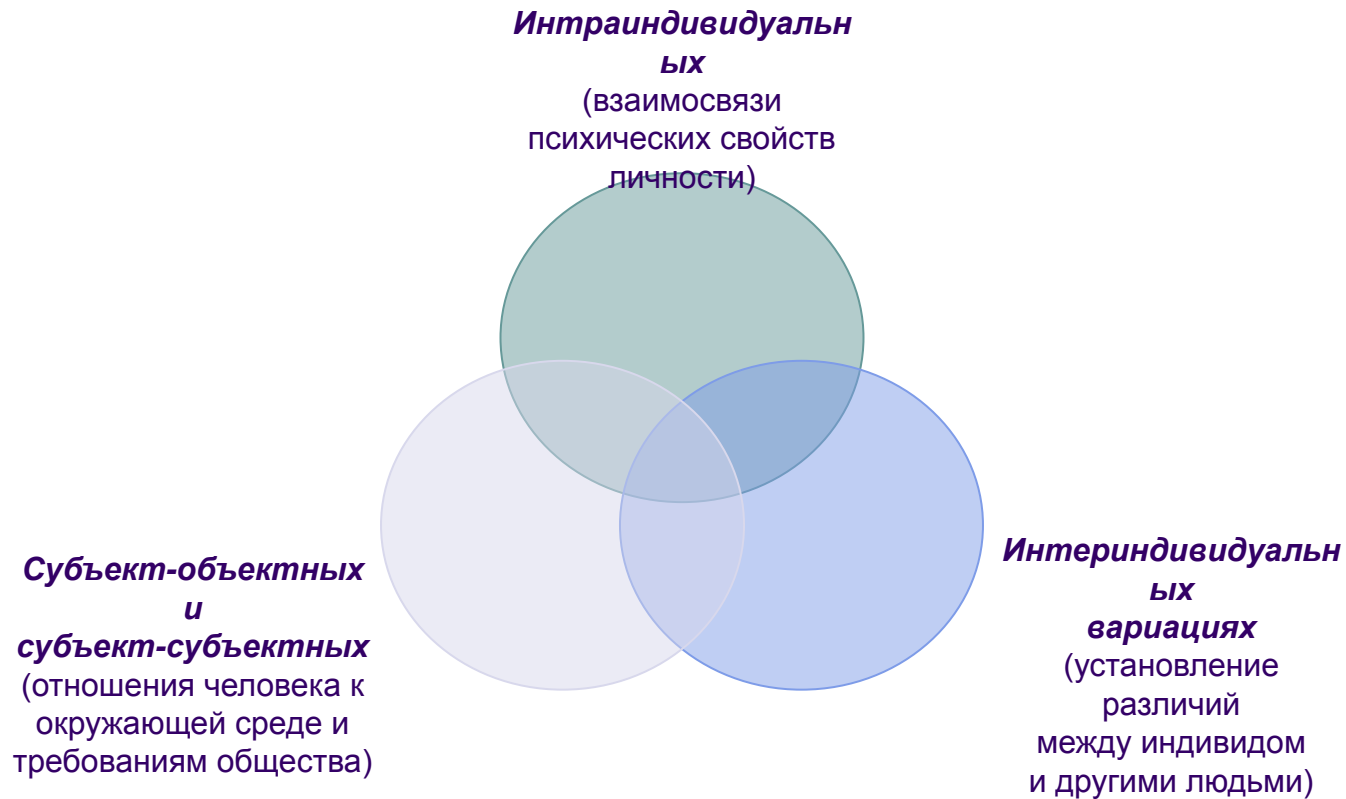 Интраиндивидуальн
ых
(взаимосвязи
психических свойств
личности)
Субъект-объектных
и
субъект-субъектных
(отношения человека к
окружающей среде и
требованиям общества)
Интериндивидуальн
ых
вариациях
(установление
различий
между индивидом
и другими людьми)